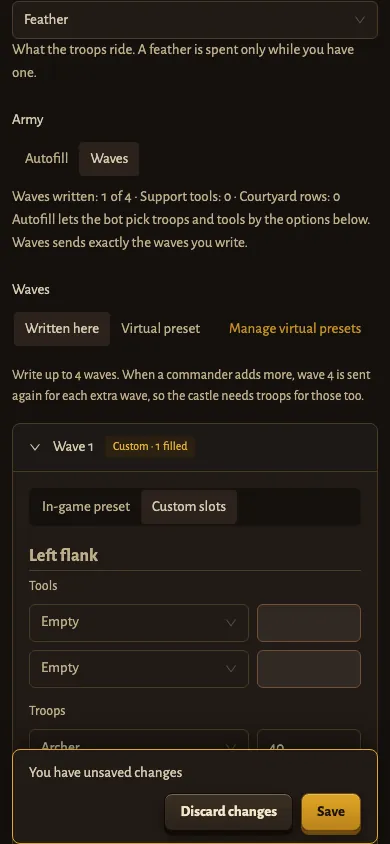 Feather
What the troops ride. A feather is spent only while you have
one.
Army
Autofill Waves
Waves written: 1 of 4 · Support tools: 0 · Courtyard rows: 0
Autofill lets the bot pick troops and tools by the options below.
Waves sends exactly the waves you write.
Waves
Written here Virtual preset Manage virtual presets
Write up to 4 waves. When a commander adds more, wave 4 is sent
again for each extra wave, so the castle needs troops for those too.
Wave 1 Custom · 1 filled
In-game preset Custom slots
Left flank
Tools
Empty
Empty
Troops
Archer 40
You have unsaved changes
Discard changes Save